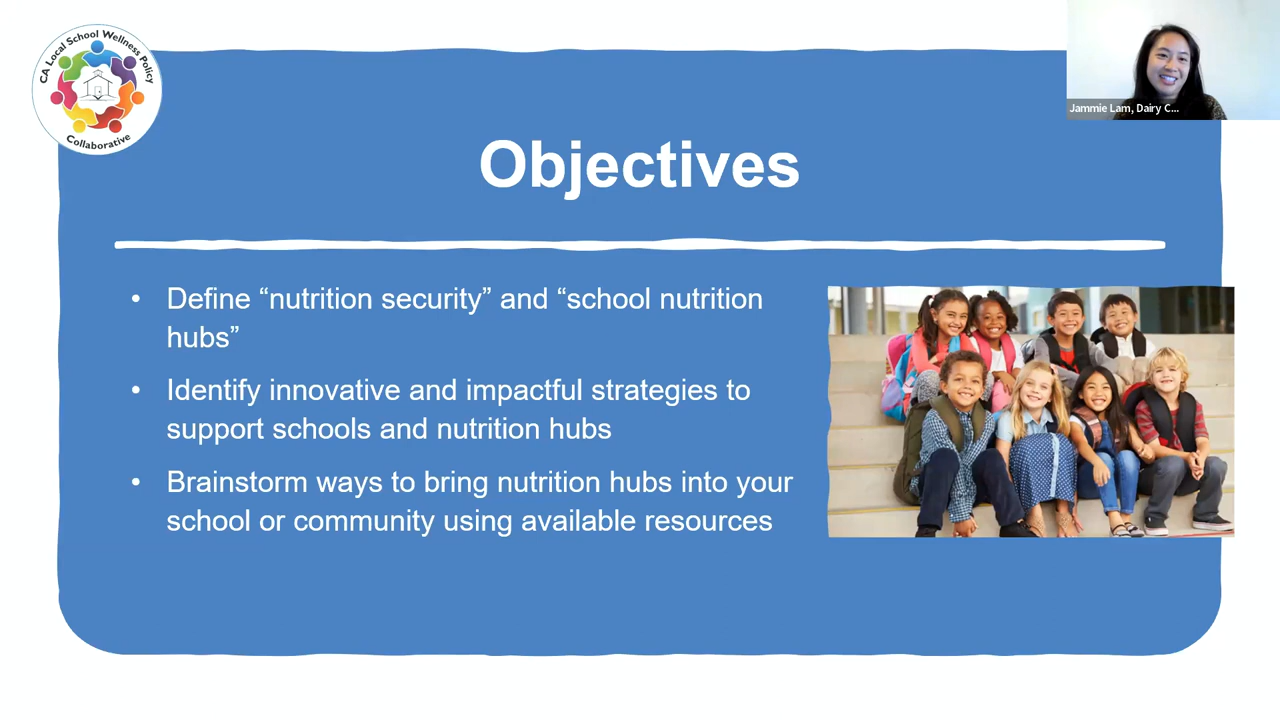 CA Local School Wellness Policy
Collaborative
Jammie Lam, Dairy C...
Objectives
• Define “nutrition security” and “school nutrition
hubs”
• Identify innovative and impactful strategies to
support schools and nutrition hubs
• Brainstorm ways to bring nutrition hubs into your
school or community using available resources